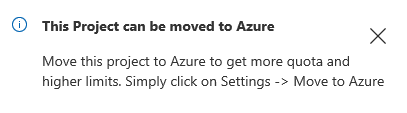 This Project can be moved to Azure
Move this project to Azure to get more quota and
higher limits. Simply click on Settings -> Move to Azure